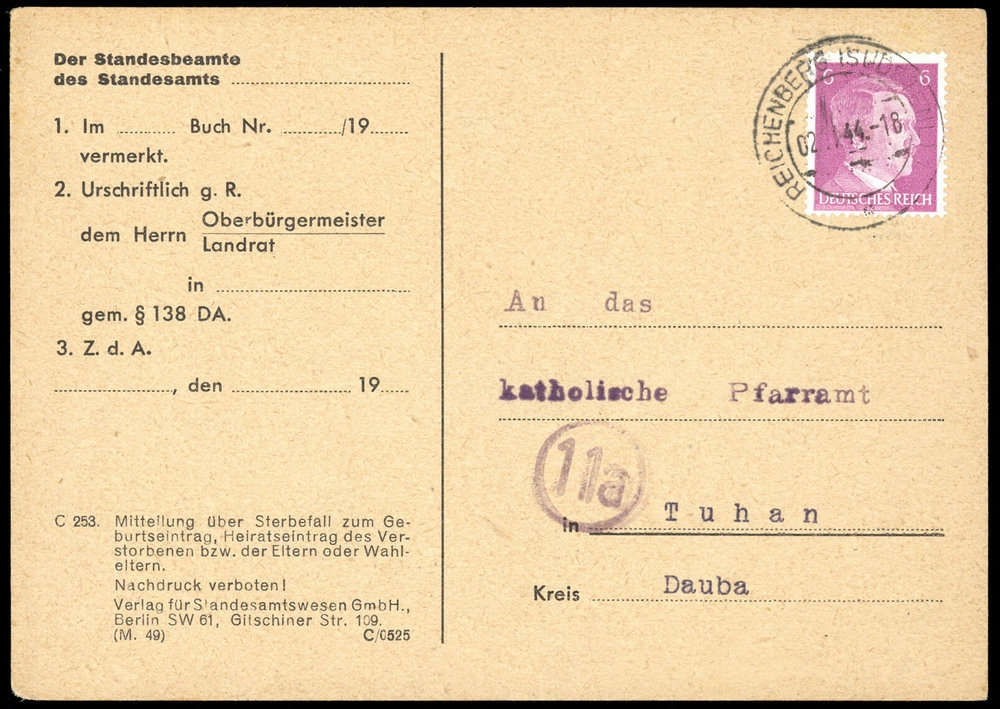 Der Standesbeamte
des Standesamts
1. Im Buch Nr. /19
vermerkt.
2. Urschriftlich g. R.
dem Herrn Oberbürgermeister
Landrat
in
gem. § 138 DA.
3. Z. d. A.
, den 19
C 253. Mitteilung über Sterbefall zum Ge-
burtseintrag, Heiratseintrag des Ver-
storbenen bzw. der Eltern oder Wahl-
eltern.
Nachdruck verboten!
Verlag für Standesamtswesen GmbH.,
Berlin SW 61, Gitschiner Str. 109.
(M. 49) C/0525
REICHENBERG
44.-18
6 6
DEUTSCHES REICH
An das
katholische Pfarramt
11a
in Tuhan
Kreis Dauba